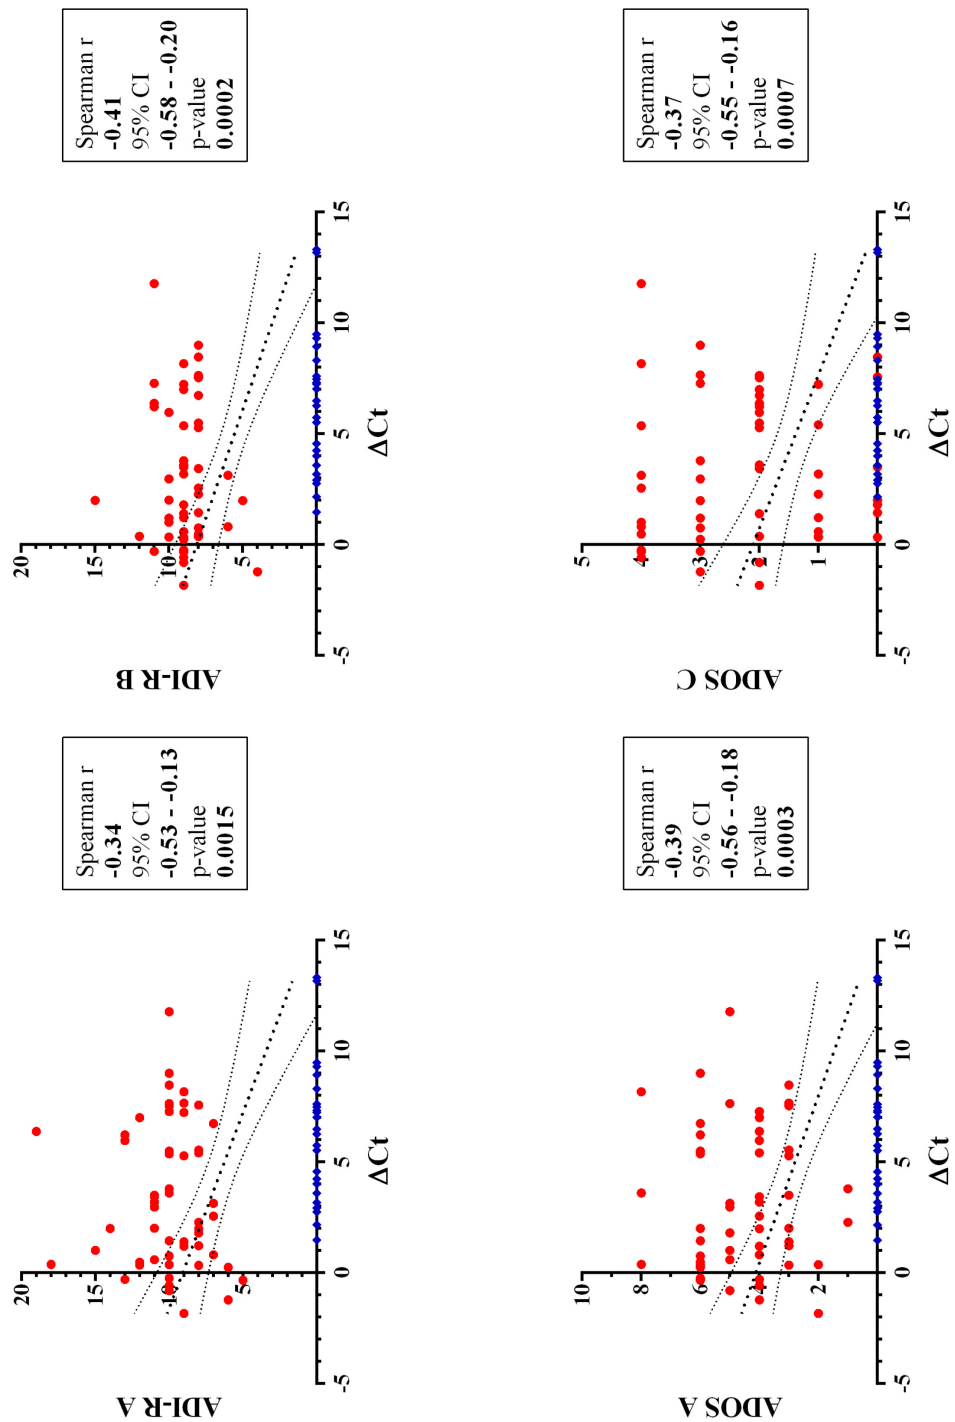 ADI-R A
20
15
10
5
-5
0
5
10
15
ΔCt
Spearman r
-0.34
95% CI
-0.53 - -0.13
p-value
0.0015
ADI-R B
20
15
10
5
-5
0
5
10
15
ΔCt
Spearman r
-0.41
95% CI
-0.58 - -0.20
p-value
0.0002
ADOS A
10
8
6
4
2
-5
0
5
10
15
ΔCt
Spearman r
-0.39
95% CI
-0.56 - -0.18
p-value
0.0003
ADOS C
5
4
3
2
1
-5
0
5
10
15
ΔCt
Spearman r
-0.37
95% CI
-0.55 - -0.16
p-value
0.0007